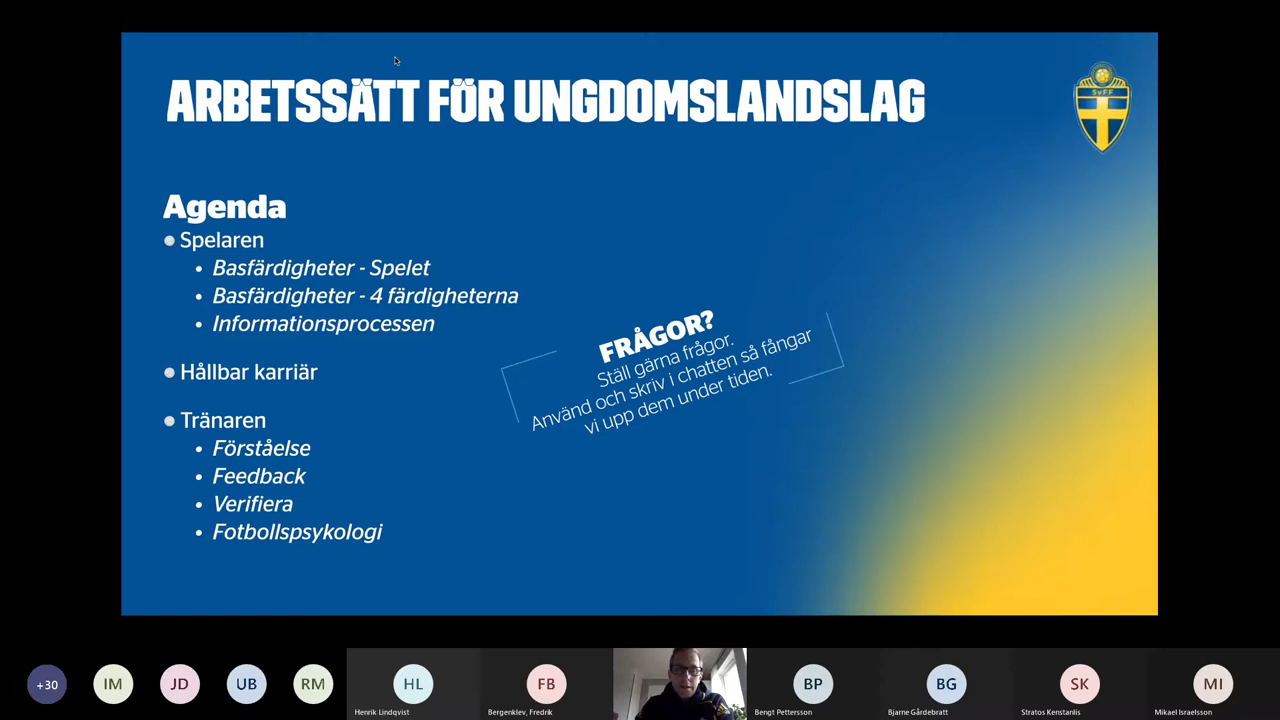 ARBETSSÄTT FÖR UNGDOMSLANDSLAG
SvFF
Agenda
Spelaren
Basfärdigheter - Spelet
Basfärdigheter - 4 färdigheterna
Informationsprocessen
Hållbar karriär
Tränaren
Förståelse
Feedback
Verifiera
Fotbollspsykologi
FRÅGOR?
Ställ gärna frågor.
Använd och skriv i chatten så fångar
vi upp dem under tiden.
+30
IM
JD
UB
RM
HL
FB
BP
BG
SK
MI
Henrik Lindqvist
Bergenklev, Fredrik
Bengt Pettersson
Bjarne Gårdebratt
Stratos Kenstanlis
Mikael Israelsson